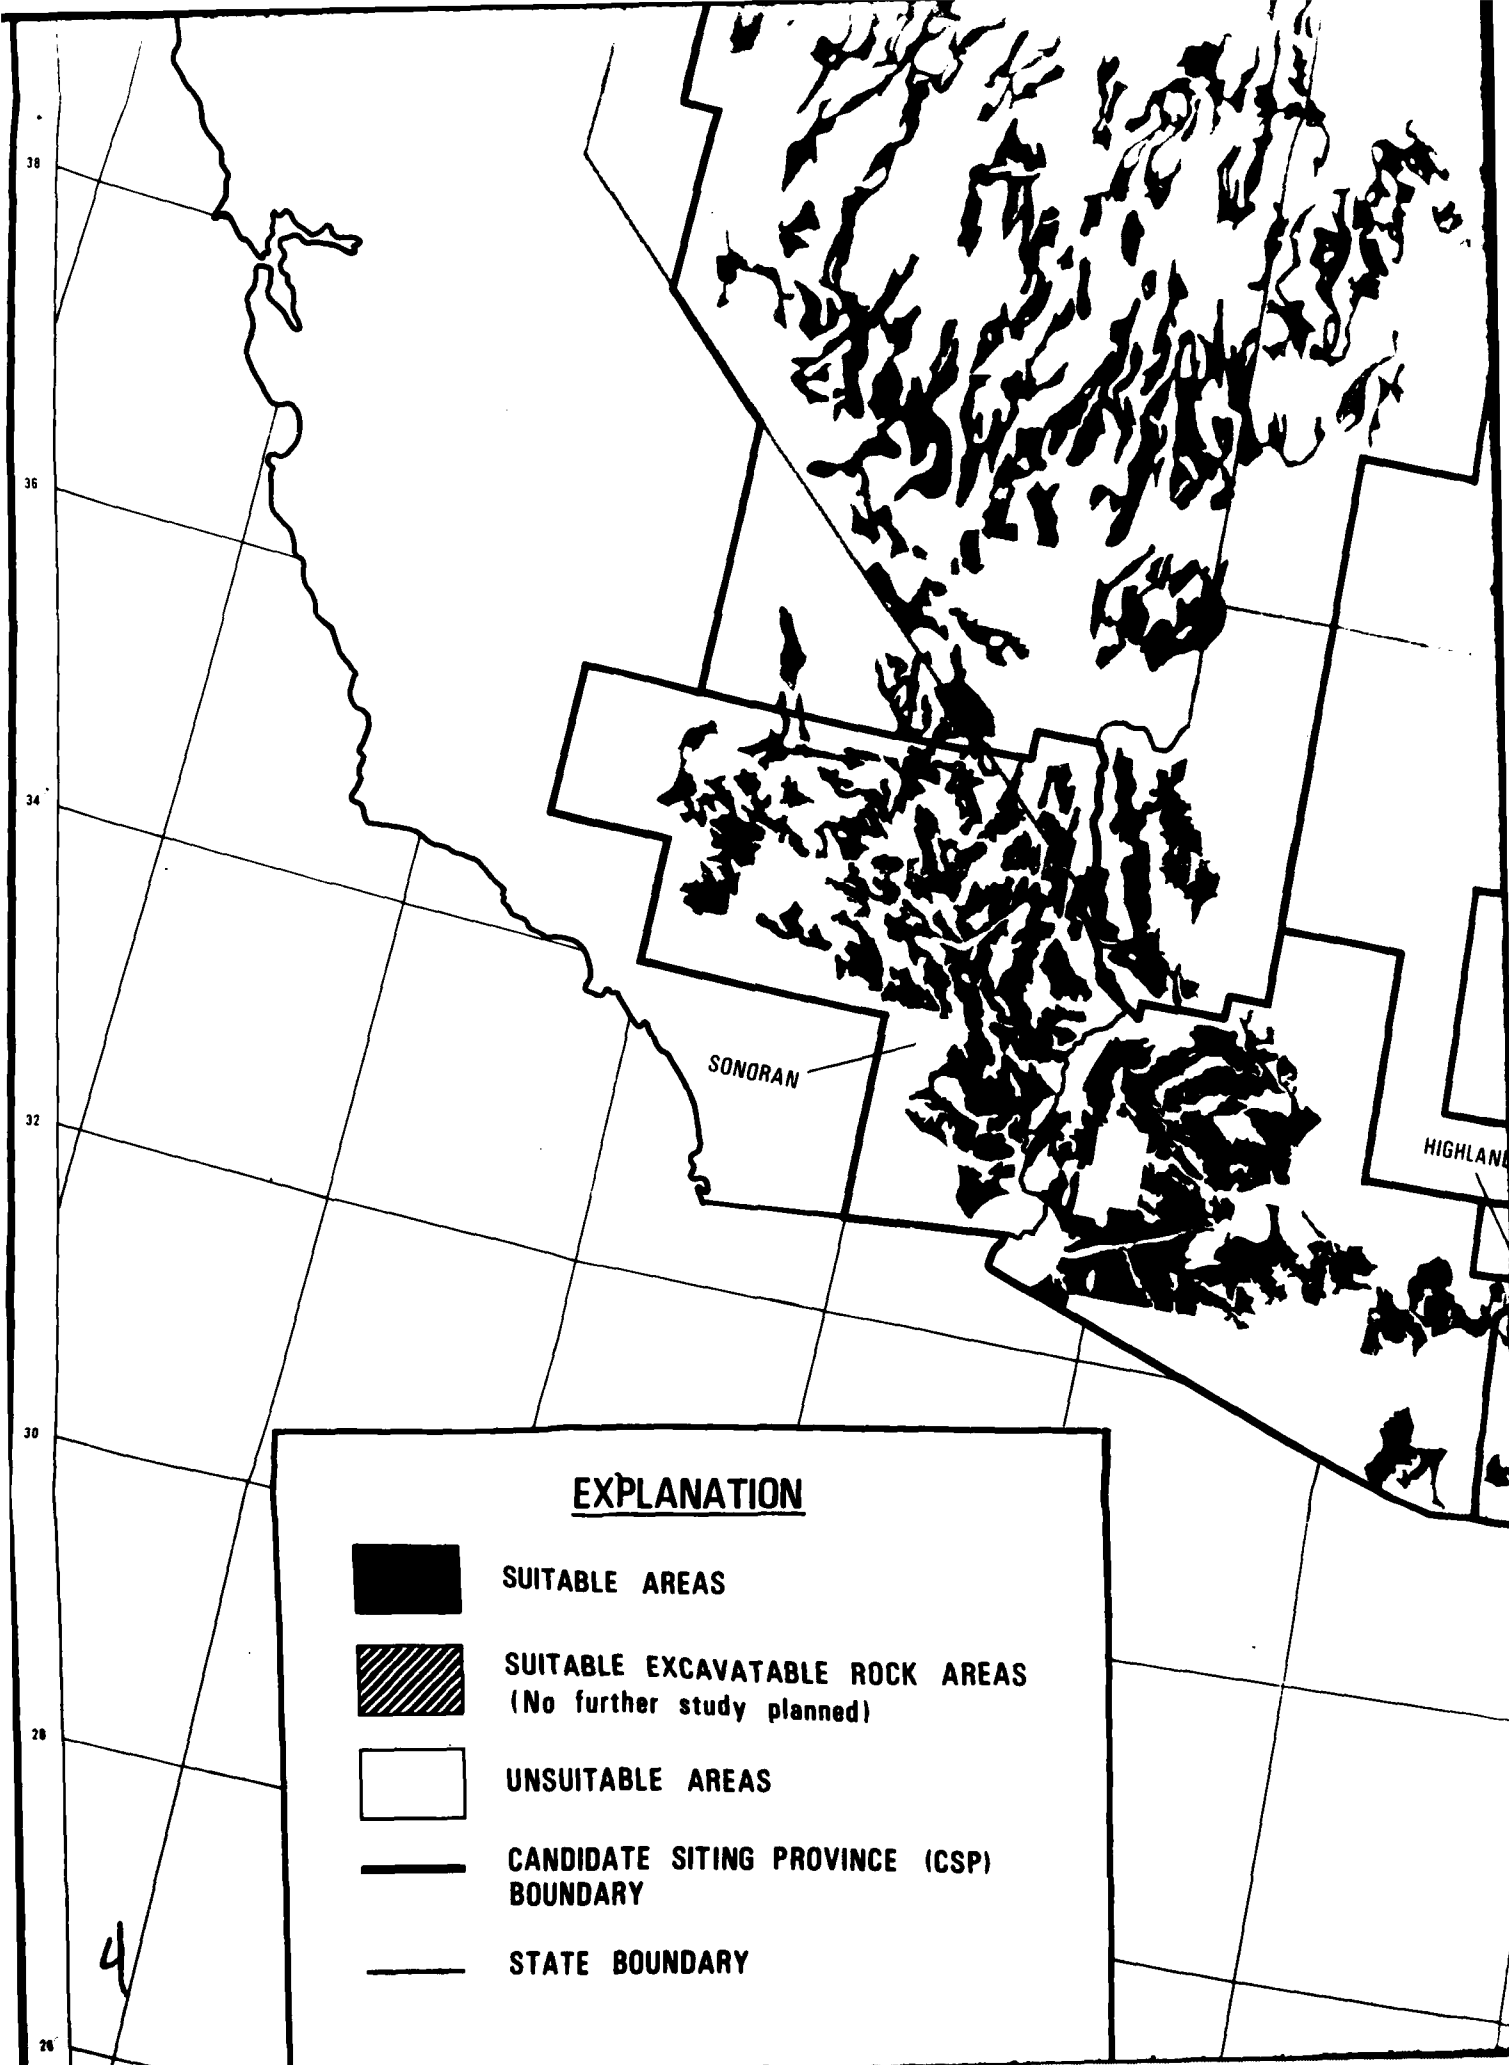 38
36
34
SONORAN
32
HIGHLAN
30
EXPLANATION
SUITABLE AREAS
SUITABLE EXCAVATABLE ROCK AREAS
(No further study planned)
28
UNSUITABLE AREAS
CANDIDATE SITING PROVINCE (CSP)
BOUNDARY
4
STATE BOUNDARY
26